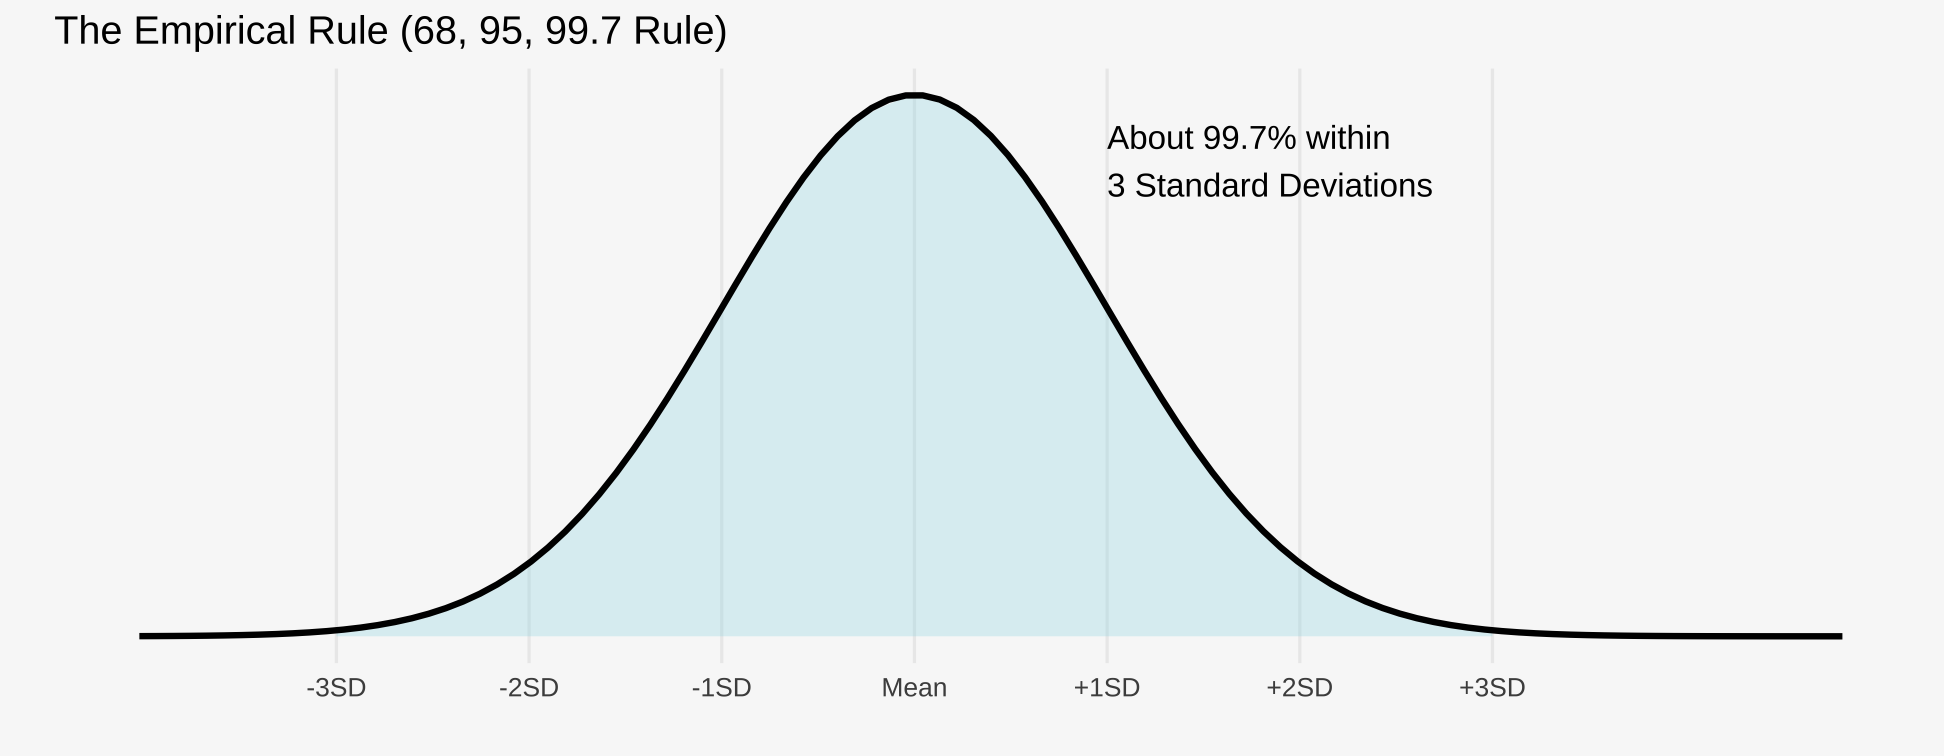 The Empirical Rule (68, 95, 99.7 Rule)
About 99.7% within
3 Standard Deviations
-3SD -2SD -1SD Mean +1SD +2SD +3SD